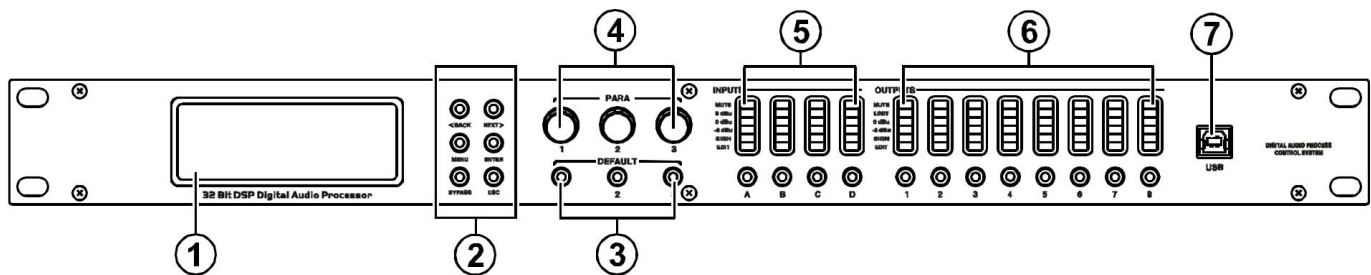 4
5
6
7
PARA
1 2 3
DEFAULT
2
<BACK NEXT>
MENU ENTER
BYPASS ESC
32 Bit DSP Digital Audio Processor
INPUTS
MUTE
0 dBu
-6 dBu
SIGN
EDIT
A B C D
OUTPUTS
MUTE
LIMIT
0 dBu
-6 dBu
SIGN
EDIT
1 2 3 4 5 6 7 8
USB
DIGITAL AUDIO PROCESS
CONTROL SYSTEM
1
2
3